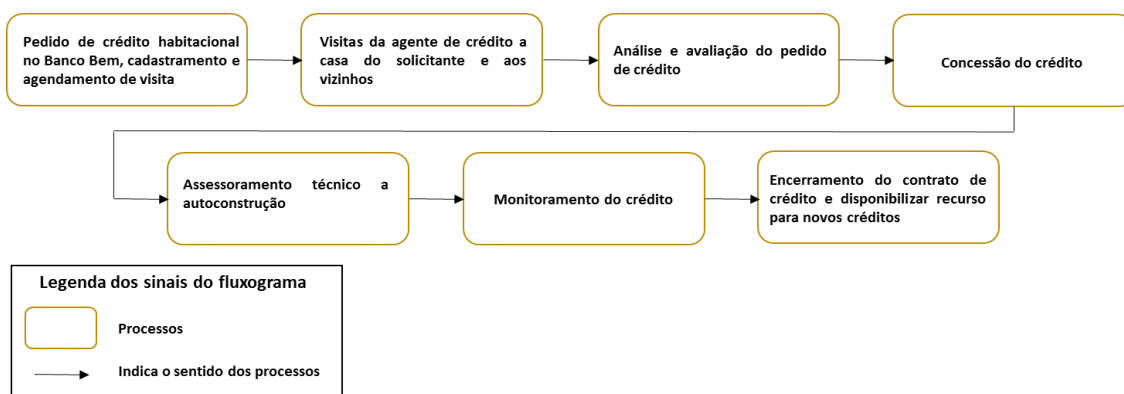 Pedido de crédito habitacional
no Banco Bem, cadastramento e
agendamento de visita
Visitas da agente de crédito a
casa do solicitante e aos
vizinhos
Análise e avaliação do pedido
de crédito
Concessão do crédito
Assessoramento técnico a
autoconstrução
Monitoramento do crédito
Encerramento do contrato de
crédito e disponibilizar recurso
para novos créditos
Legenda dos sinais do fluxograma
Processos
Indica o sentido dos processos